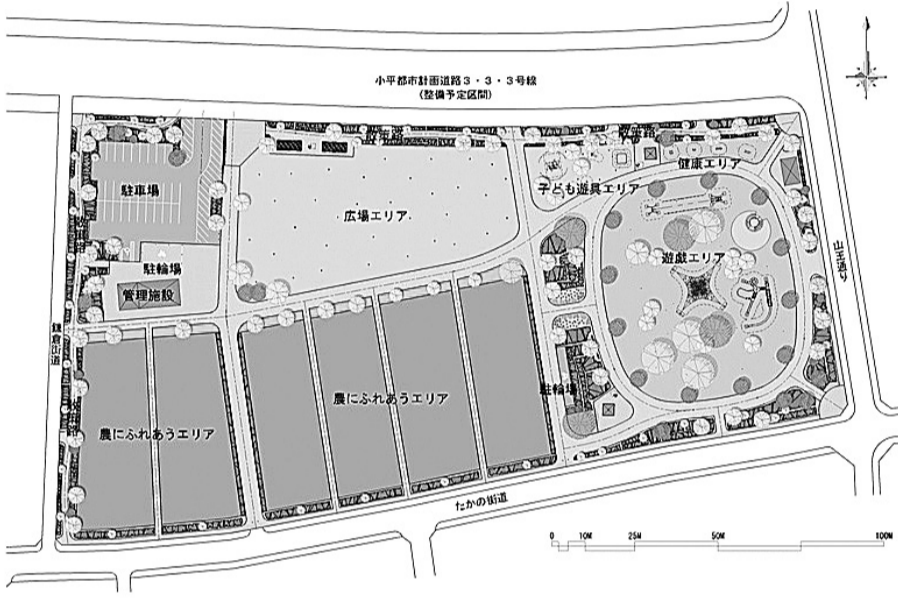 小平都市計画道路3・3・3号線
(整備予定区間)
散策路
散策路
健康エリア
駐車場
子ども遊具エリア
広場エリア
散策路
山王通り
遊戯エリア
駐輪場
管理施設
鎌倉街道
駐輪場
農にふれあうエリア
農にふれあうエリア
たかの街道
0 10M 25M 50M 100M